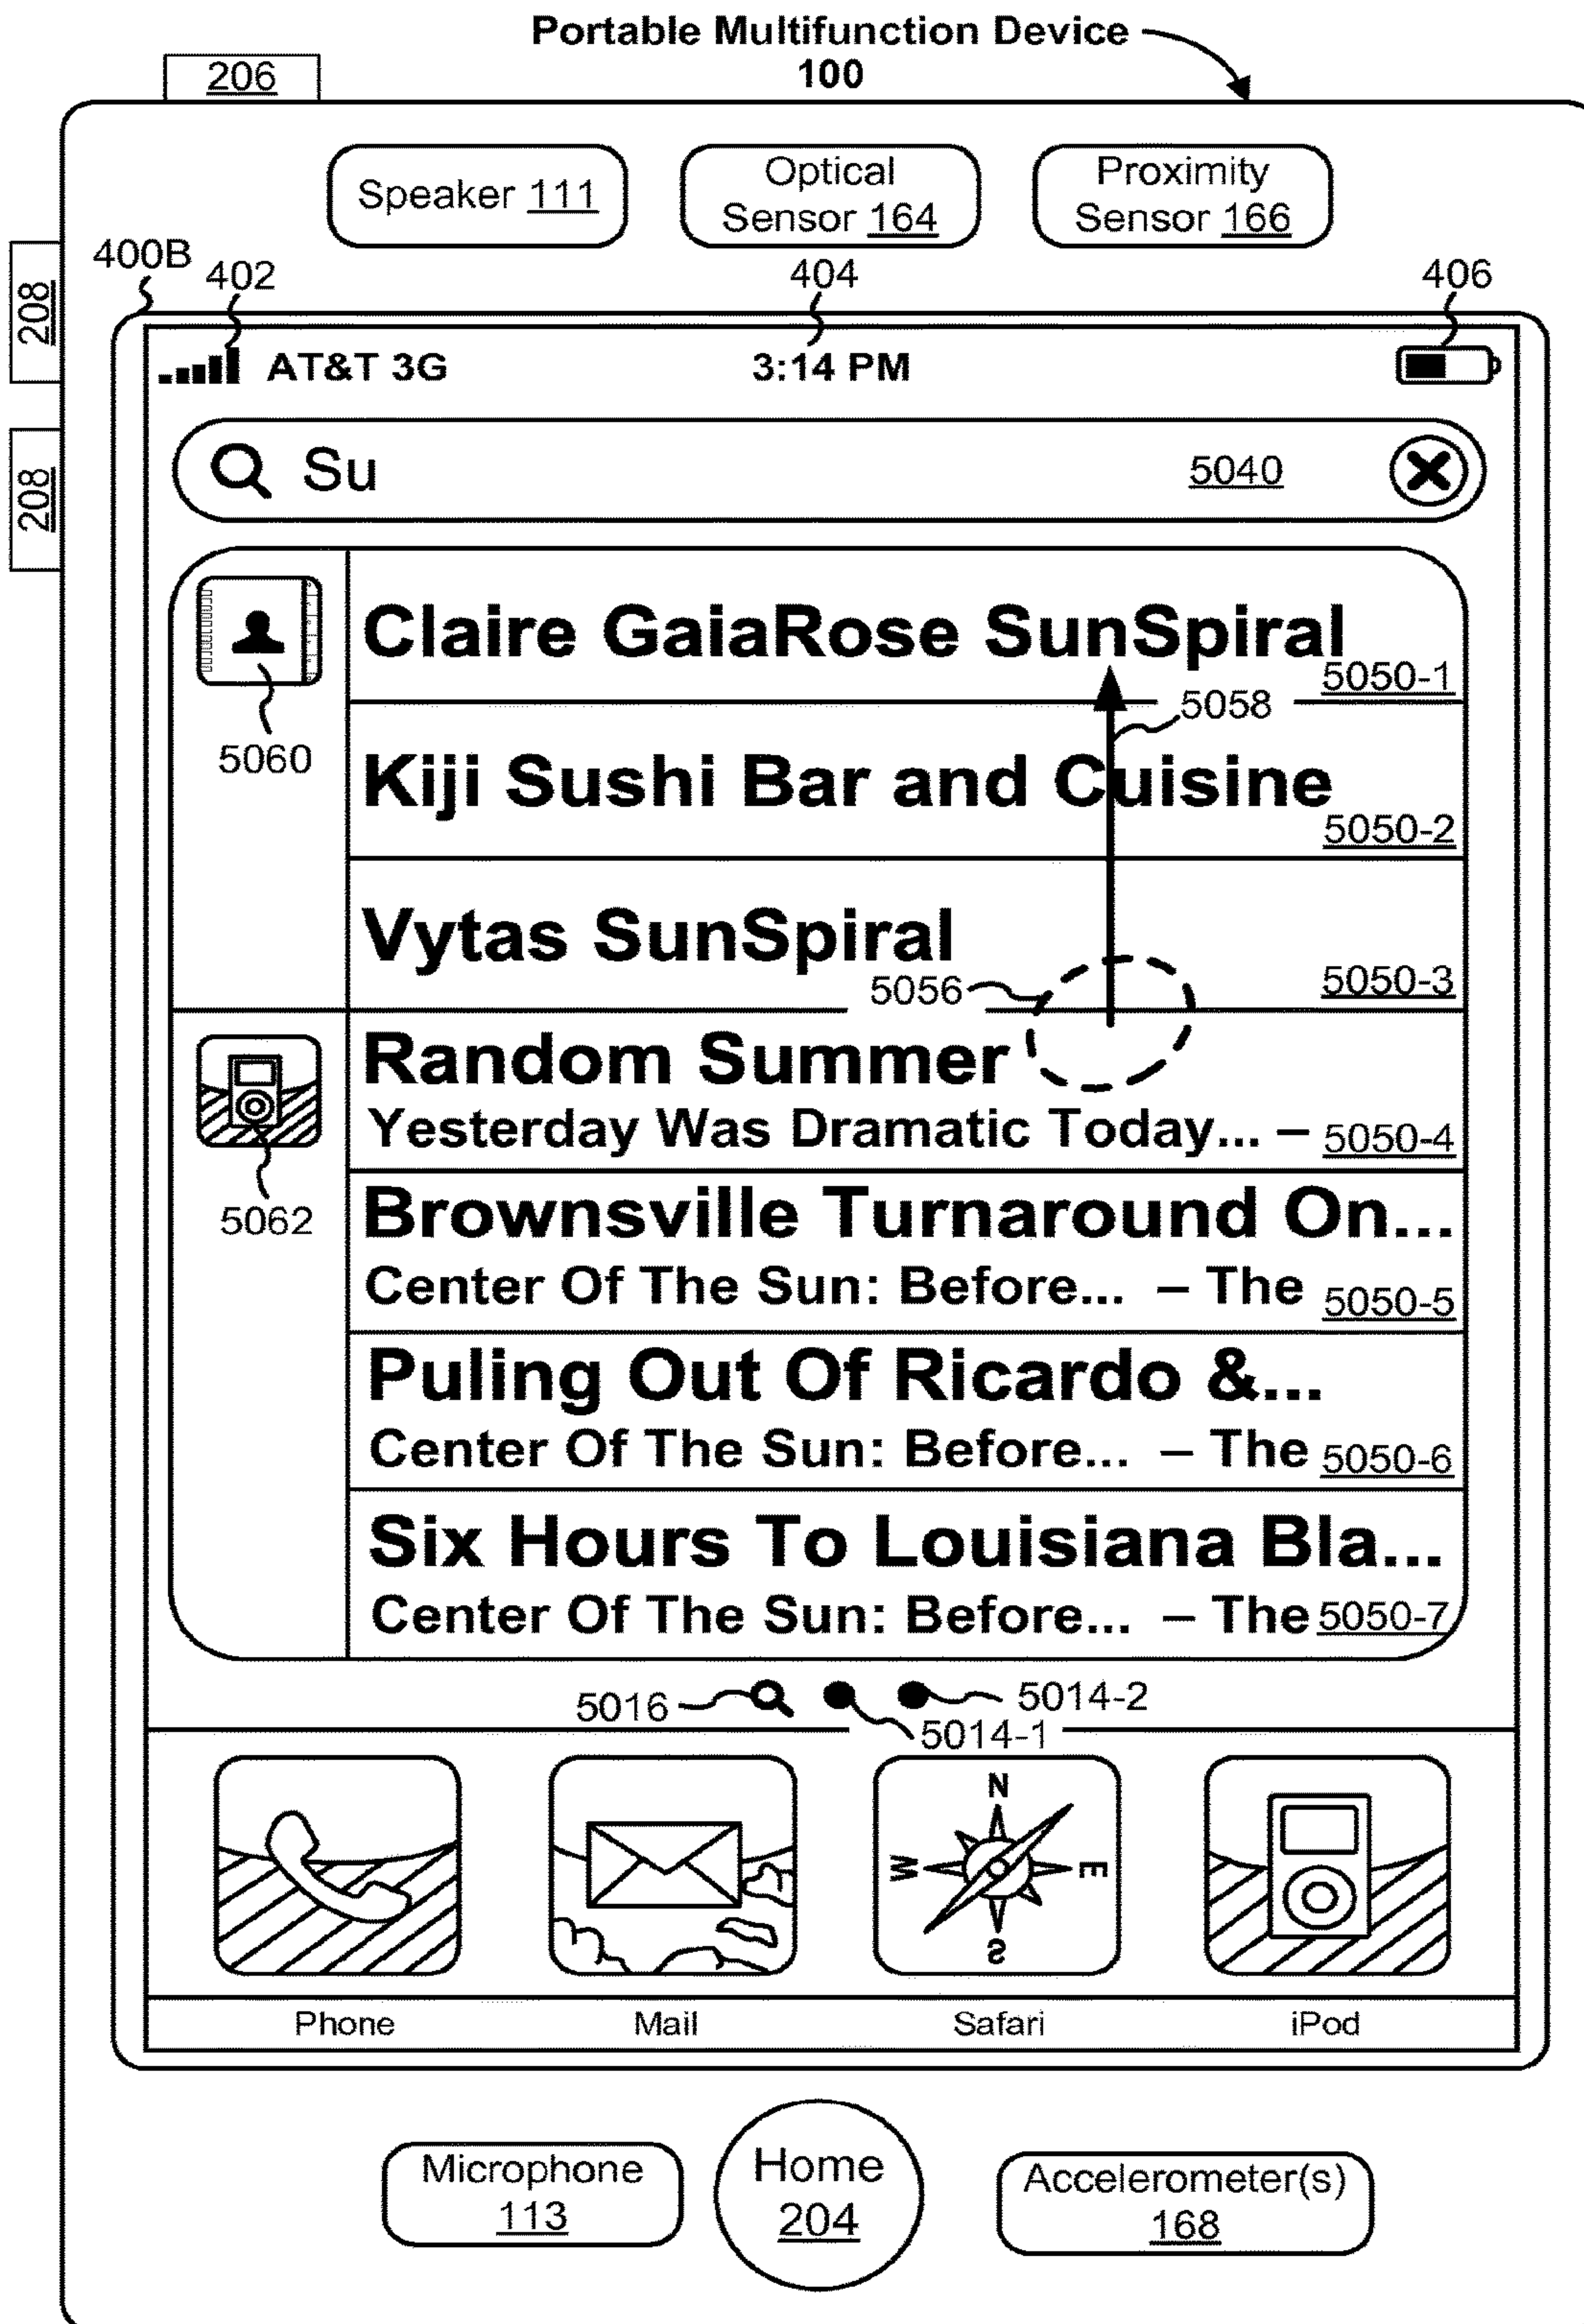 Portable Multifunction Device
100
206
Speaker 111
Optical
Sensor 164
Proximity
Sensor 166
208
208
400B
402
404
406
AT&T 3G
3:14 PM
Su
5040
Claire GaiaRose SunSpiral
5050-1
5058
5060
Kiji Sushi Bar and Cuisine
5050-2
Vytas SunSpiral
5056
5050-3
Random Summer
Yesterday Was Dramatic Today... – 5050-4
5062
Brownsville Turnaround On...
Center Of The Sun: Before... – The 5050-5
Puling Out Of Ricardo &...
Center Of The Sun: Before... – The 5050-6
Six Hours To Louisiana Bla...
Center Of The Sun: Before... – The 5050-7
5016
5014-2
5014-1
N
W
E
S
Phone
Mail
Safari
iPod
Microphone
113
Home
204
Accelerometer(s)
168